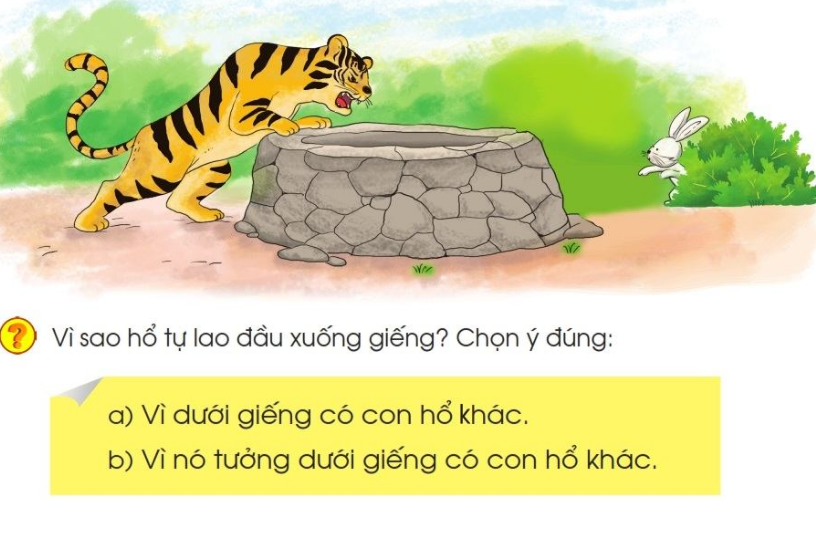 ? Vì sao hổ tự lao đầu xuống giếng? Chọn ý đúng:
a) Vì dưới giếng có con hổ khác.
b) Vì nó tưởng dưới giếng có con hổ khác.